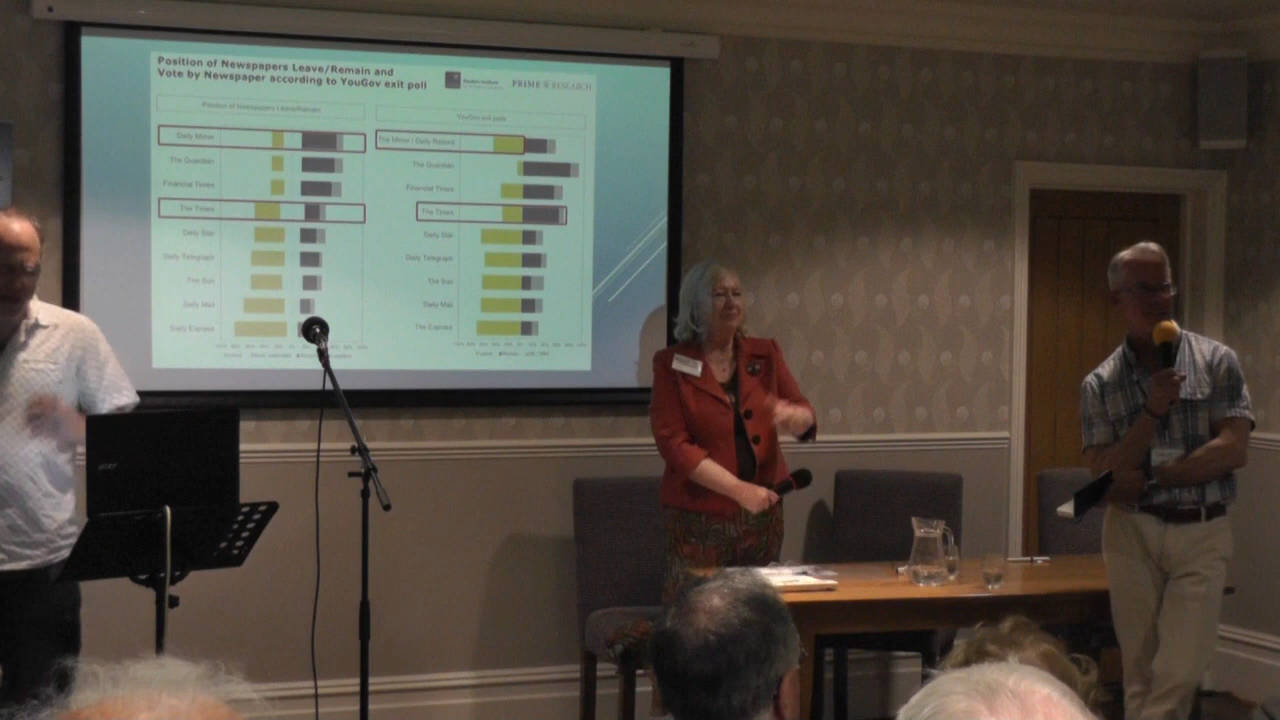 Position of Newspapers Leave/Remain and
Vote by Newspaper according to YouGov exit poll
PRIME RESEARCH
Position of Newspapers Leave/Remain
YouGov exit polls
Daily Mirror
The Guardian
Financial Times
The Times
Daily Star
Daily Telegraph
The Sun
Daily Mail
Daily Express
The Mirror / Daily Record
The Guardian
Financial Times
The Times
Daily Star
Daily Telegraph
The Sun
Daily Mail
The Express
acer